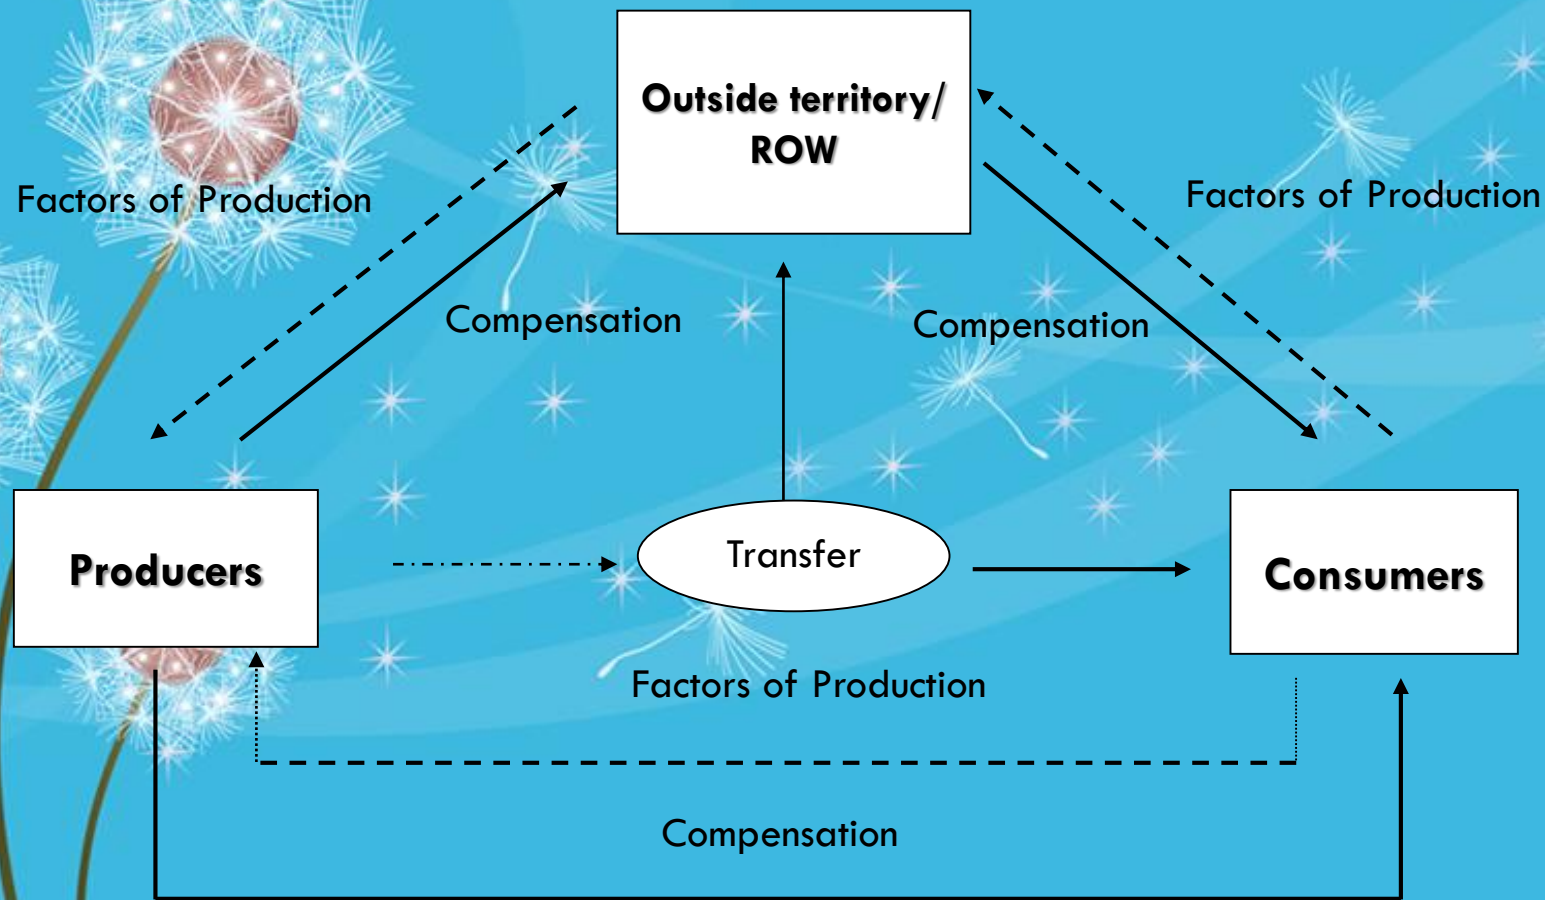 Outside territory/
ROW
Factors of Production
Factors of Production
Compensation
Compensation
Producers
Transfer
Consumers
Factors of Production
Compensation